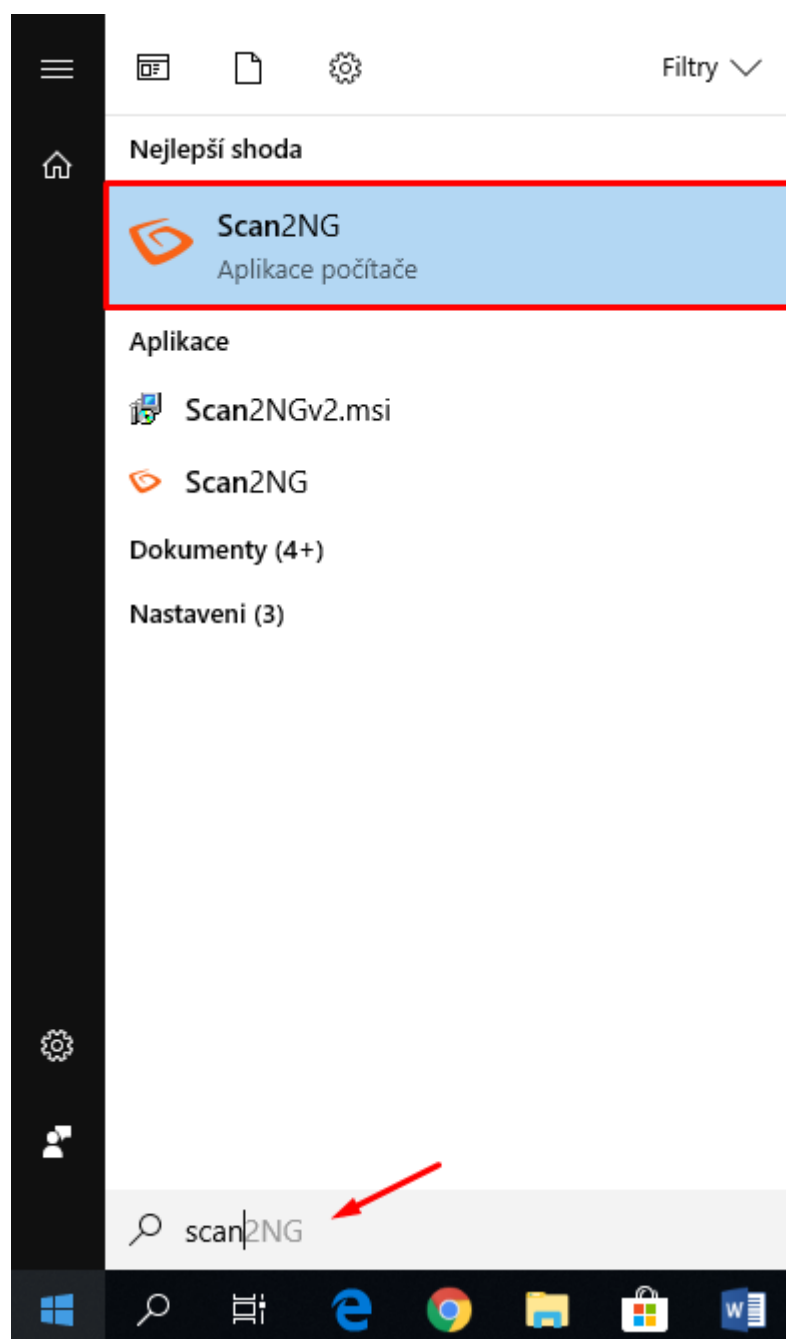 Filtry
Nejlepší shoda
Scan2NG
Aplikace počítače
Aplikace
Scan2NGv2.msi
Scan2NG
Dokumenty (4+)
Nastaveni (3)
scan2NG